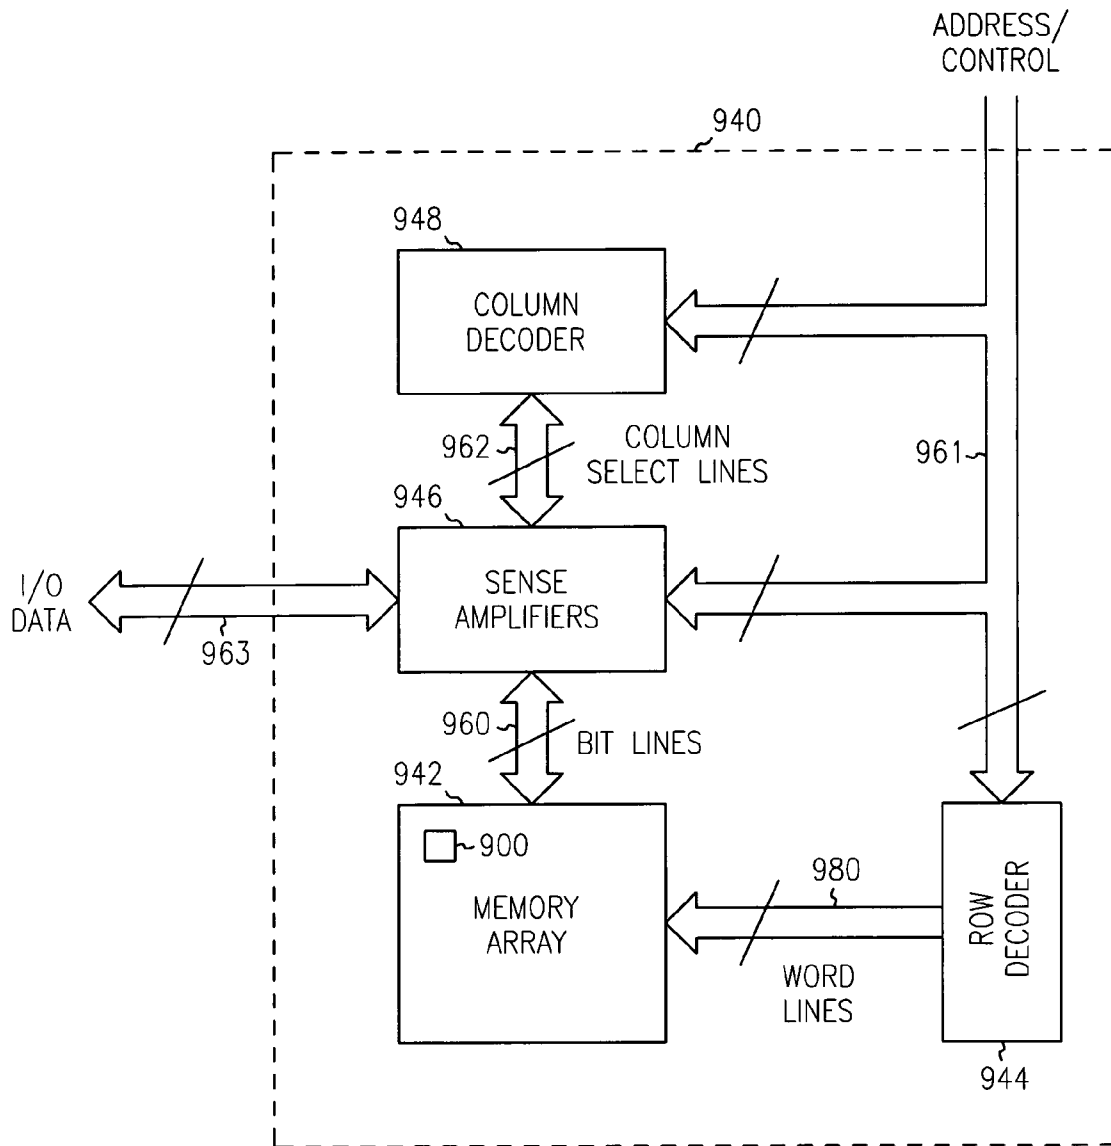 ADDRESS/
CONTROL
940
948
COLUMN
DECODER
962
COLUMN
SELECT LINES
961
946
SENSE
AMPLIFIERS
I/O
DATA
963
960
BIT LINES
942
900
MEMORY
ARRAY
980
WORD
LINES
ROW
DECODER
944